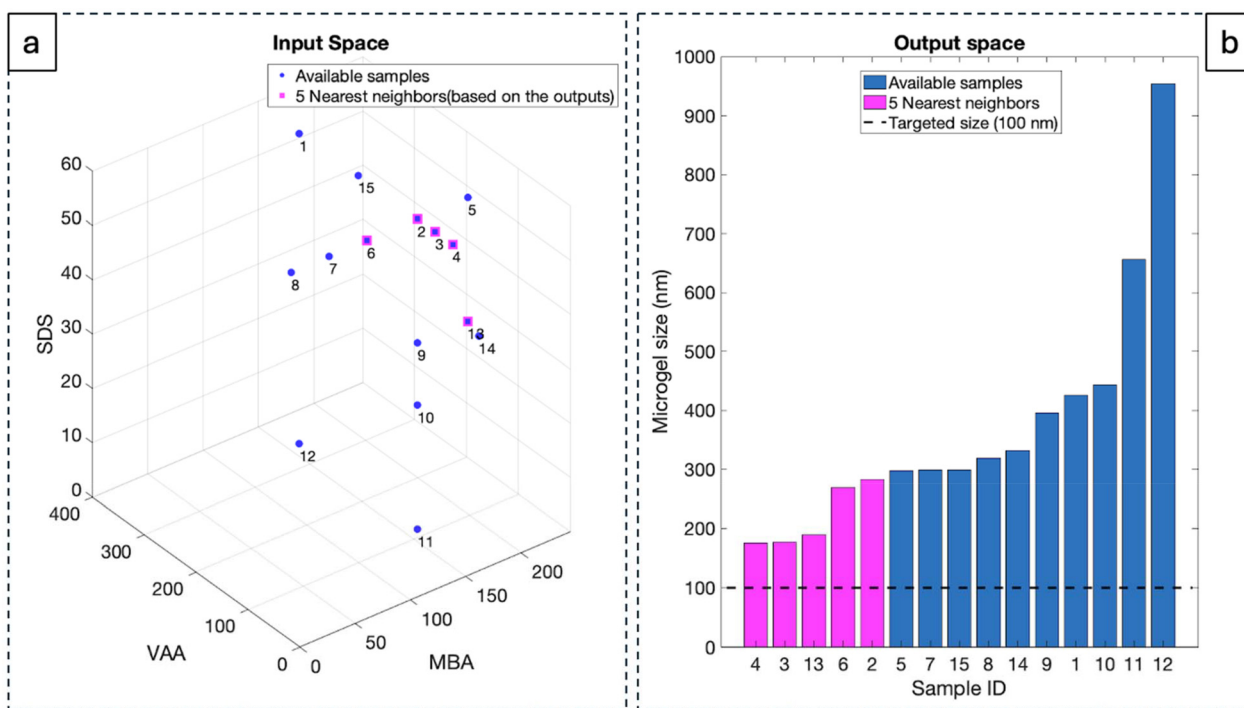 a
Input Space
Available samples
5 Nearest neighbors(based on the outputs)
60
50
40
30
20
10
0
SDS
400
300
200
100
0
VAA
0
50
100
150
200
MBA
1
15
5
2
3
4
6
7
8
13
14
9
10
12
11
b
Output space
Available samples
5 Nearest neighbors
Targeted size (100 nm)
1000
900
800
700
600
500
400
300
200
100
0
Microgel size (nm)
4 3 13 6 2 5 7 15 8 14 9 1 10 11 12
Sample ID